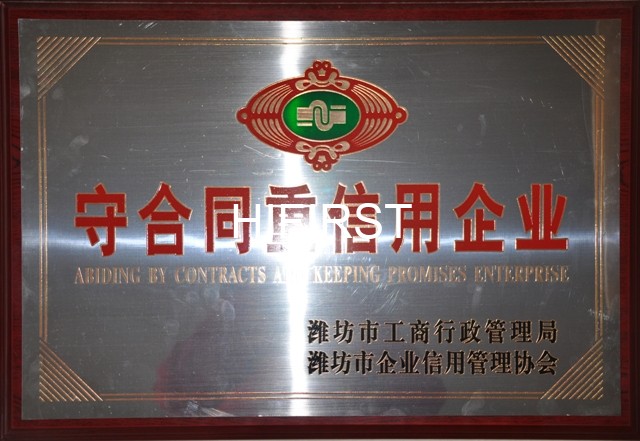 守合同重信用企业
HIFIRST
ABIDING BY CONTRACTS AND KEEPING PROMISES ENTERPRISE
潍坊市工商行政管理局
潍坊市企业信用管理协会